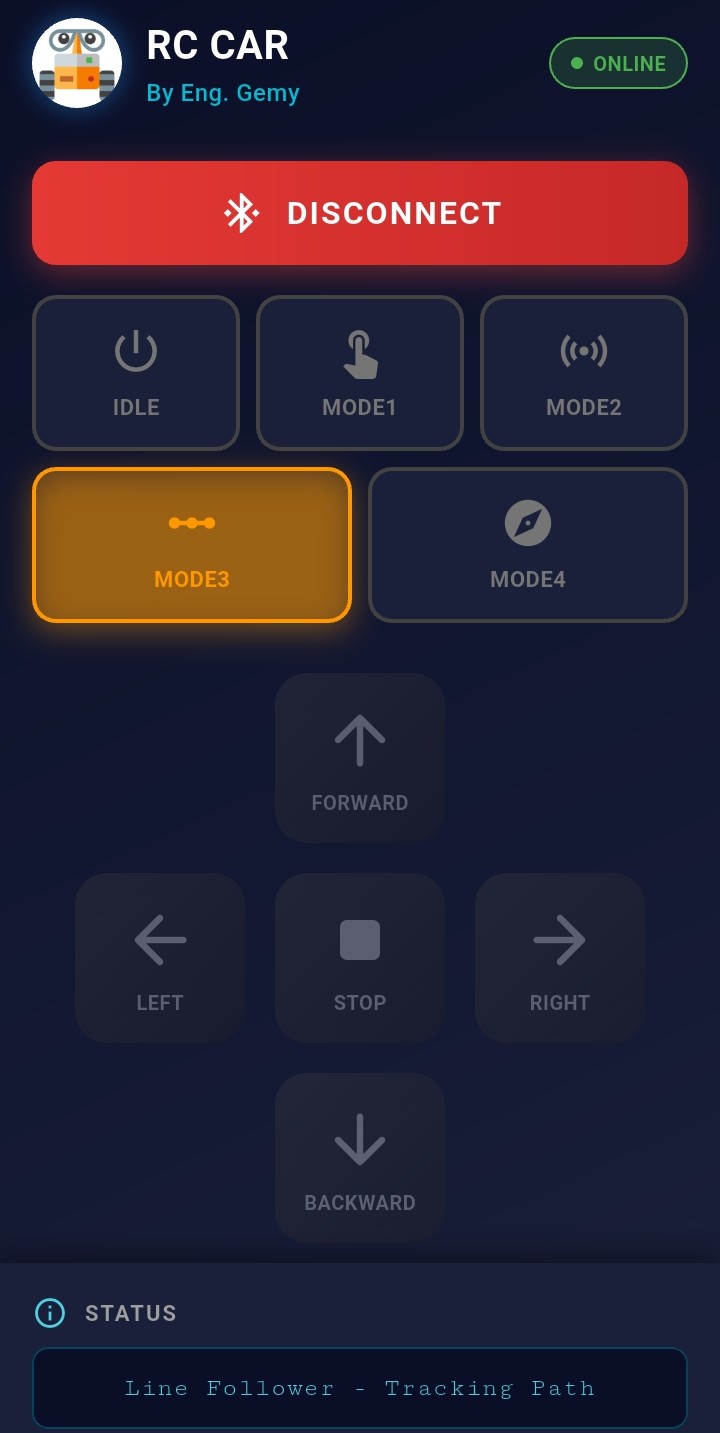 RC CAR
By Eng. Gemy
ONLINE
DISCONNECT
IDLE
MODE1
MODE2
MODE3
MODE4
FORWARD
LEFT
STOP
RIGHT
BACKWARD
STATUS
Line Follower - Tracking Path